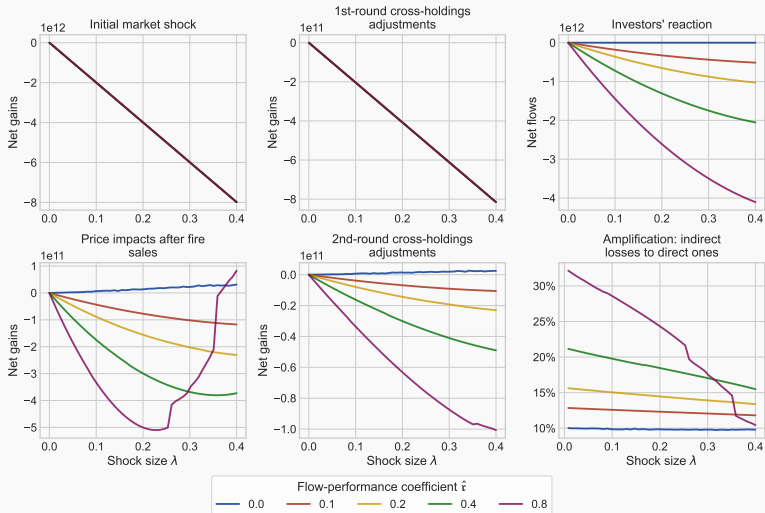 Initial market shock
1st-round cross-holdings
adjustments
Investors' reaction
1e12
1e11
1e12
Net gains
0
−2
−4
−6
−8
0.0 0.1 0.2 0.3 0.4
Net gains
0
−2
−4
−6
−8
0.0 0.1 0.2 0.3 0.4
Net flows
0
−1
−2
−3
−4
0.0 0.1 0.2 0.3 0.4
Price impacts after fire
sales
2nd-round cross-holdings
adjustments
Amplification: indirect
losses to direct ones
1e11
1e11
Net gains
1
0
−1
−2
−3
−4
−5
0.0 0.1 0.2 0.3 0.4
Shock size λ
Net gains
0.0
−0.2
−0.4
−0.6
−0.8
−1.0
0.0 0.1 0.2 0.3 0.4
Shock size λ
30%
25%
20%
15%
10%
0.0 0.1 0.2 0.3 0.4
Shock size λ
Flow-performance coefficient r̂
0.0 0.1 0.2 0.4 0.8